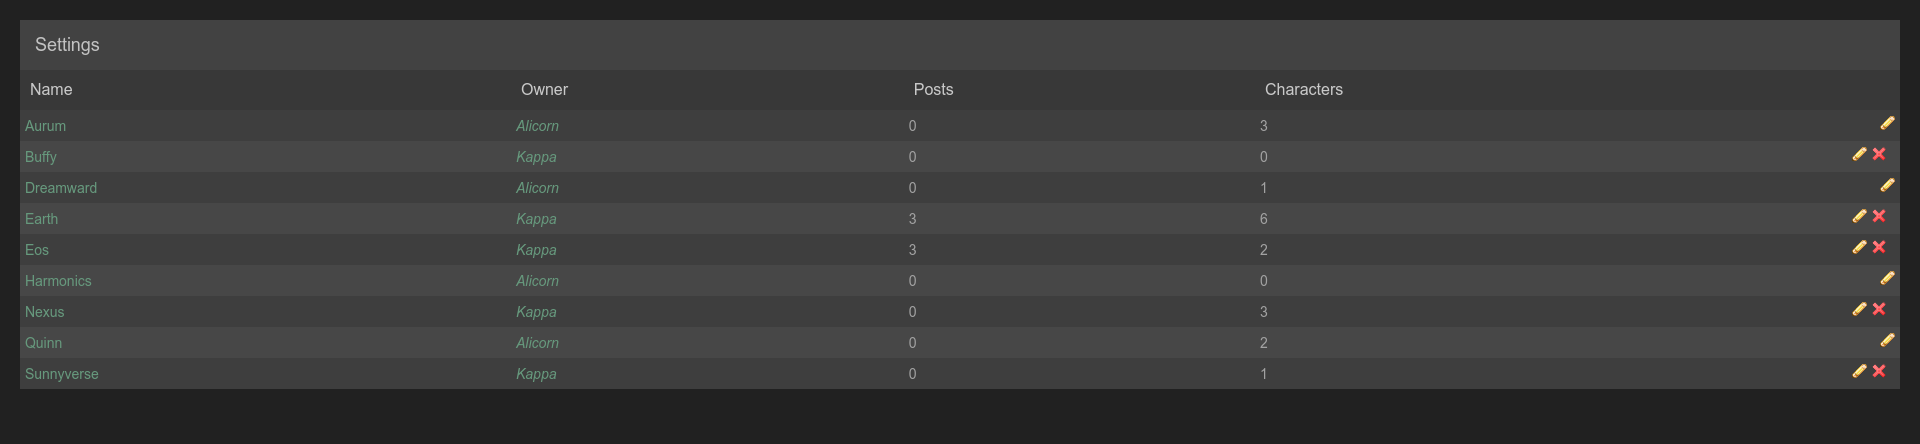 Settings
Name Owner Posts Characters
Aurum Alicorn 0 3
Buffy Kappa 0 0
Dreamward Alicorn 0 1
Earth Kappa 3 6
Eos Kappa 3 2
Harmonics Alicorn 0 0
Nexus Kappa 0 3
Quinn Alicorn 0 2
Sunnyverse Kappa 0 1